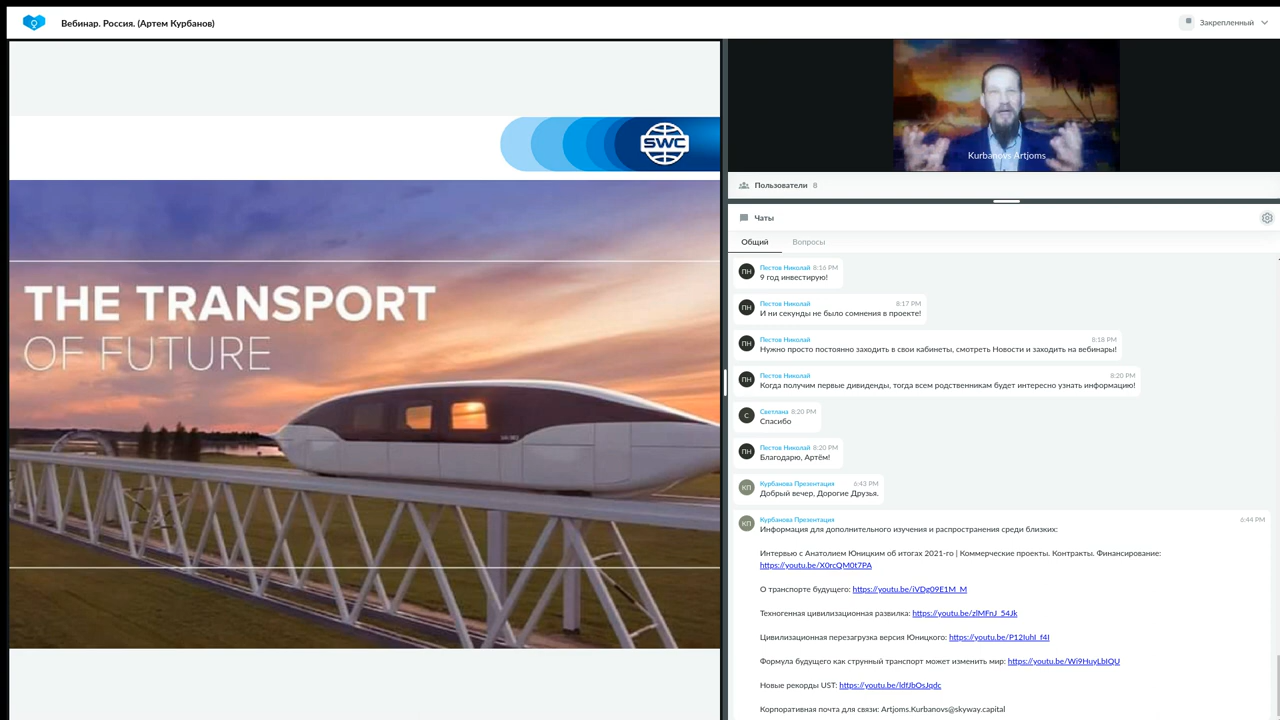 Вебинар. Россия. (Артем Курбанов)
Закрепленный
SWC
THE TRANSPORT
OF FUTURE
Kurbanovs Artjoms
Пользователи 8
Чаты
Общий Вопросы
ПН
Пестов Николай 8:16 PM
9 год инвестирую!
ПН
Пестов Николай 8:17 PM
И ни секунды не было сомнения в проекте!
ПН
Пестов Николай 8:18 PM
Нужно просто постоянно заходить в свои кабинеты, смотреть Новости и заходить на вебинары!
ПН
Пестов Николай 8:20 PM
Когда получим первые дивиденды, тогда всем родственникам будет интересно узнать информацию!
С
Светлана 8:20 PM
Спасибо
ПН
Пестов Николай 8:20 PM
Благодарю, Артём!
КП
Курбанова Презентация 6:43 PM
Добрый вечер, Дорогие Друзья.
КП
Курбанова Презентация 6:44 PM
Информация для дополнительного изучения и распространения среди близких:
Интервью с Анатолием Юницким об итогах 2021-го | Коммерческие проекты. Контракты. Финансирование:
https://youtu.be/X0rcQM0t7PA
О транспорте будущего: https://youtu.be/iVDg09E1M_M
Техногенная цивилизационная развилка: https://youtu.be/zlMFnJ_54Jk
Цивилизационная перезагрузка версия Юницкого: https://youtu.be/P12IuhI_f4I
Формула будущего как струнный транспорт может изменить мир: https://youtu.be/Wi9HuyLbIQU
Новые рекорды UST: https://youtu.be/ldfJbOsJqdc
Корпоративная почта для связи: Artjoms.Kurbanovs@skyway.capital